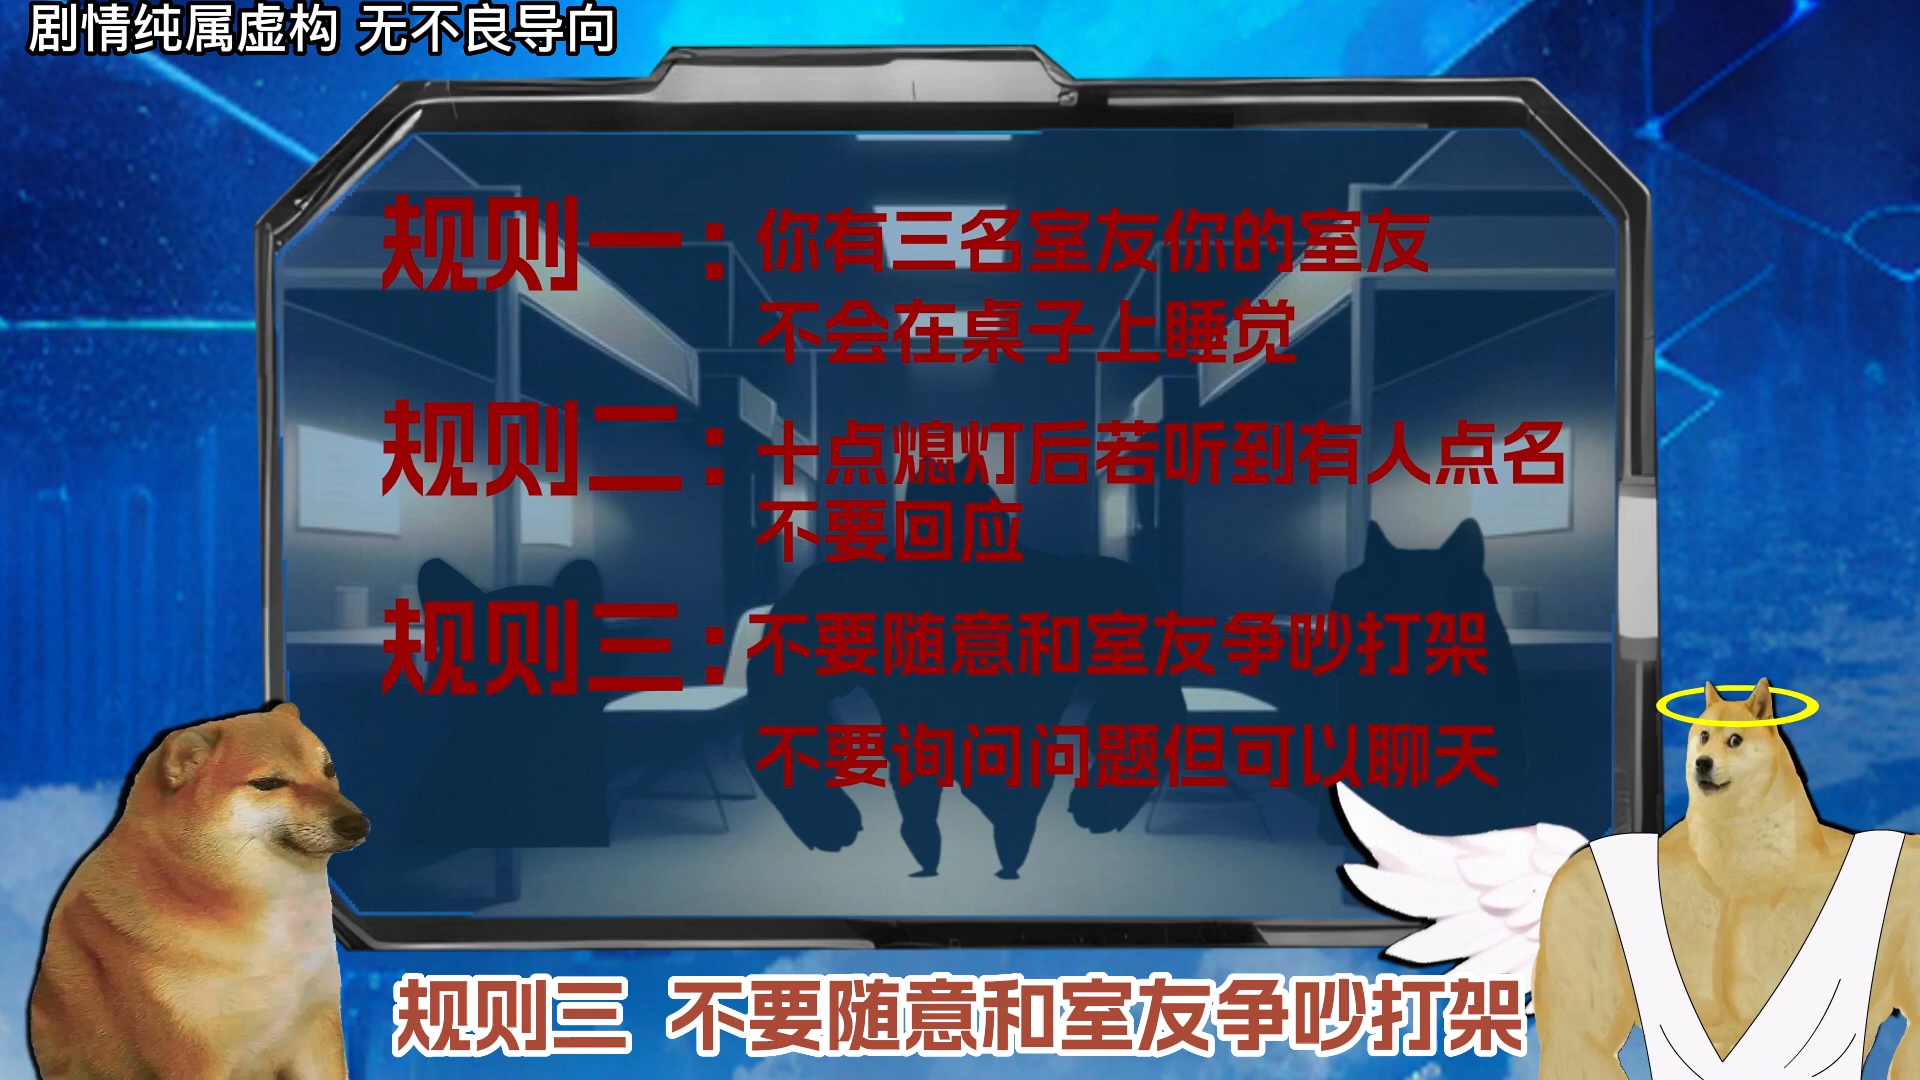 剧情纯属虚构 无不良导向
规则一：你有三名室友你的室友
不会在桌子上睡觉
规则二：十点熄灯后若听到有人点名
不要回应
规则三：不要随意和室友争吵打架
不要询问问题但可以聊天
规则三 不要随意和室友争吵打架